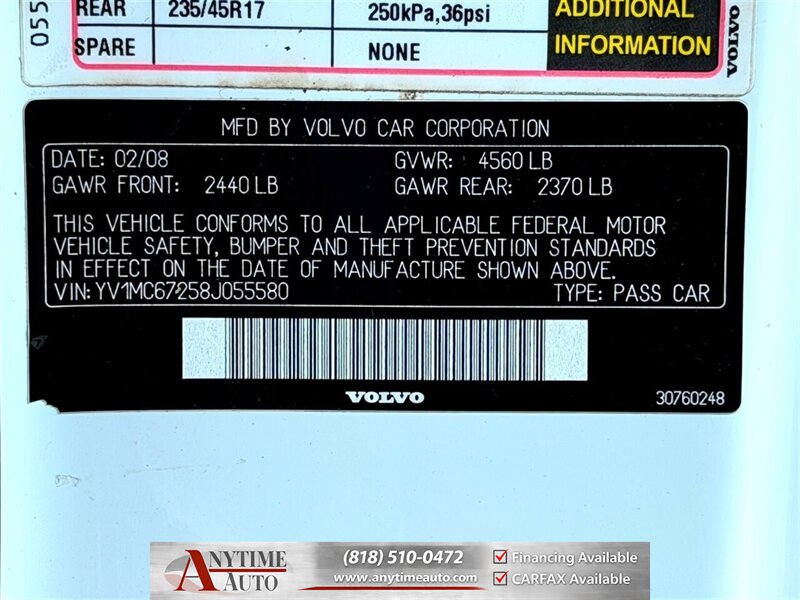 055
REAR 235/45R17 250kPa,36psi
SPARE NONE
ADDITIONAL
INFORMATION
VOLVO
MFD BY VOLVO CAR CORPORATION
DATE: 02/08 GVWR: 4560 LB
GAWR FRONT: 2440 LB GAWR REAR: 2370 LB
THIS VEHICLE CONFORMS TO ALL APPLICABLE FEDERAL MOTOR
VEHICLE SAFETY, BUMPER AND THEFT PREVENTION STANDARDS
IN EFFECT ON THE DATE OF MANUFACTURE SHOWN ABOVE.
VIN: YV1MC67258J055580 TYPE: PASS CAR
VOLVO
30760248
ANYTIME
AUTO
(818) 510-0472
www.anytimeauto.com
Financing Available
CARFAX Available